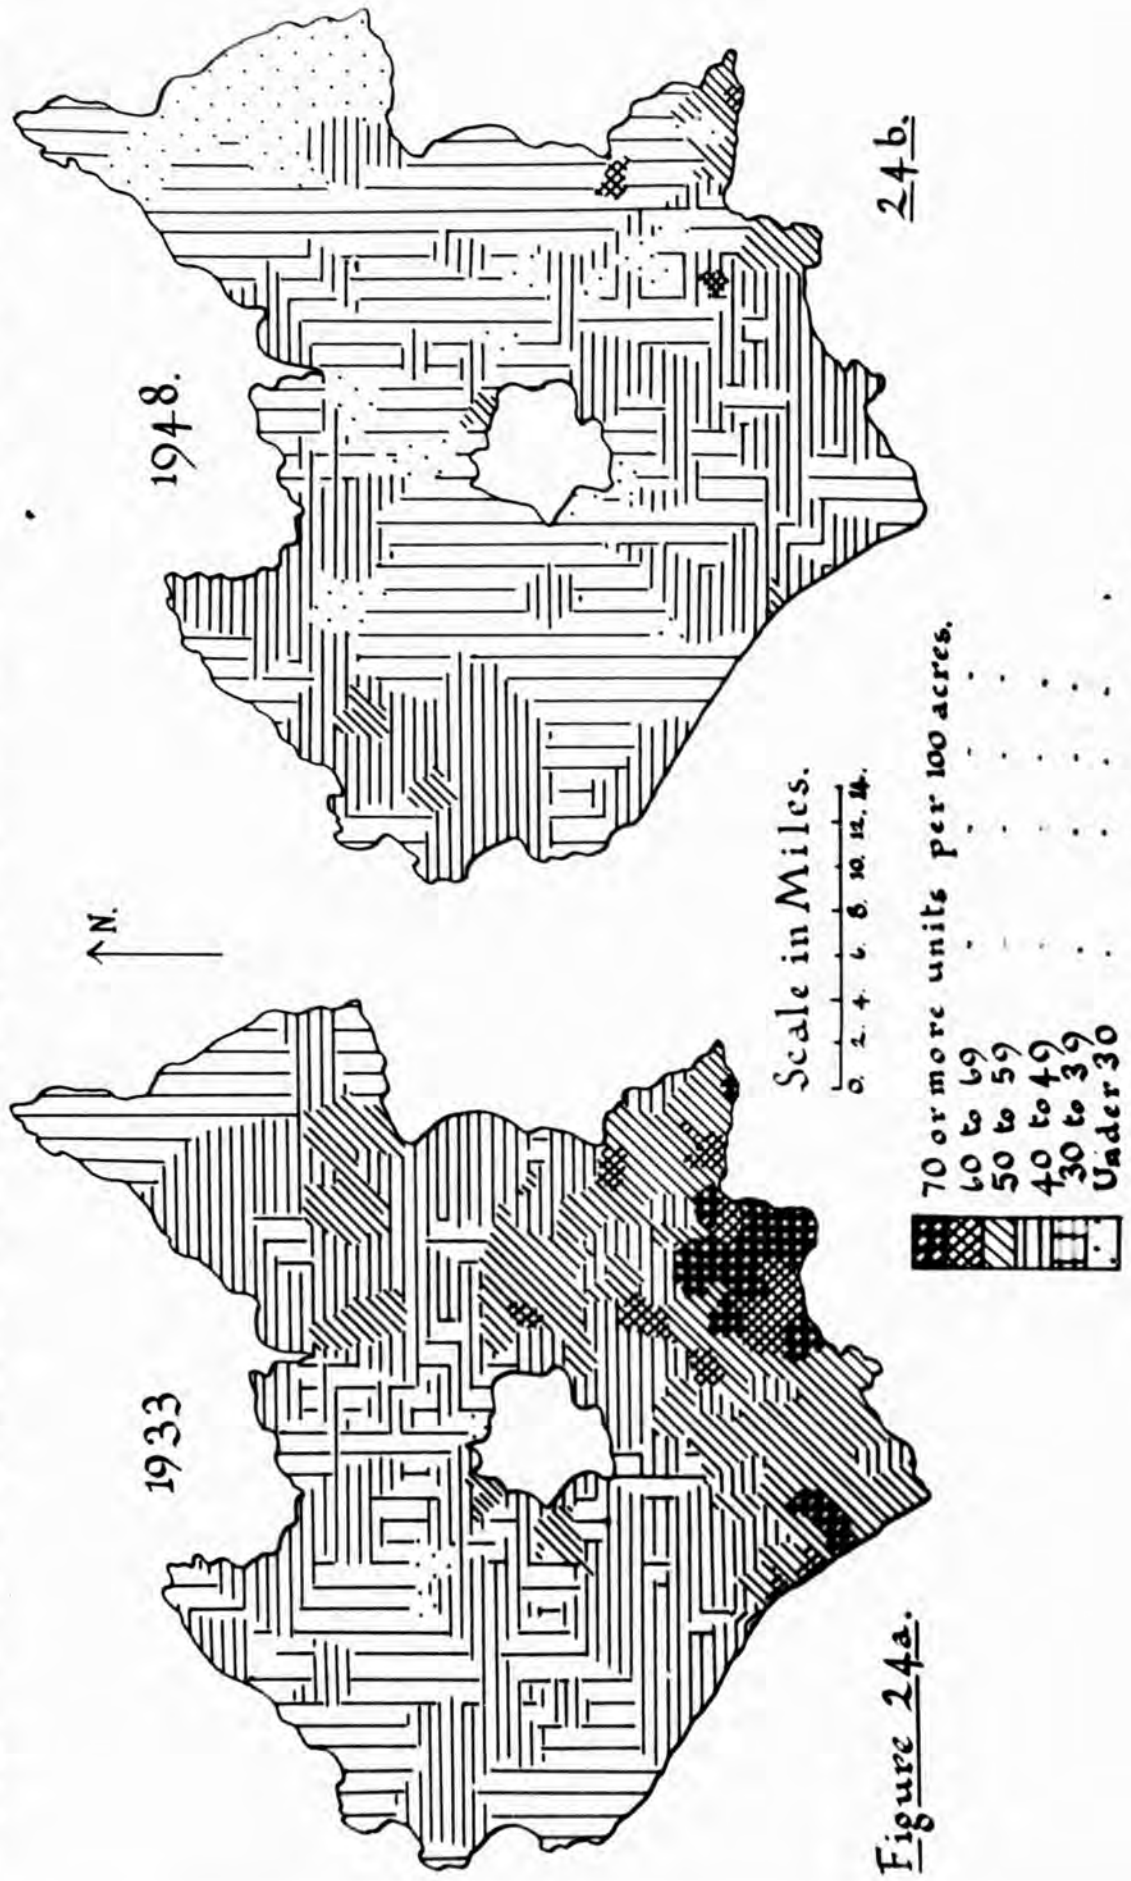 1933
1948.
N.
Scale in Miles.
0. 2. 4. 6. 8. 10. 12. 14.
70 or more units per 100 acres.
60 to 69
50 to 59
40 to 49
30 to 39
Under 30
Figure 24a.
24b.